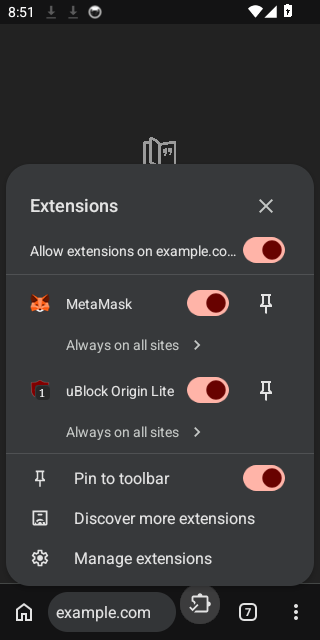 8:51
Extensions
Allow extensions on example.co...
MetaMask
Always on all sites
1
uBlock Origin Lite
Always on all sites
Pin to toolbar
Discover more extensions
Manage extensions
example.com
7